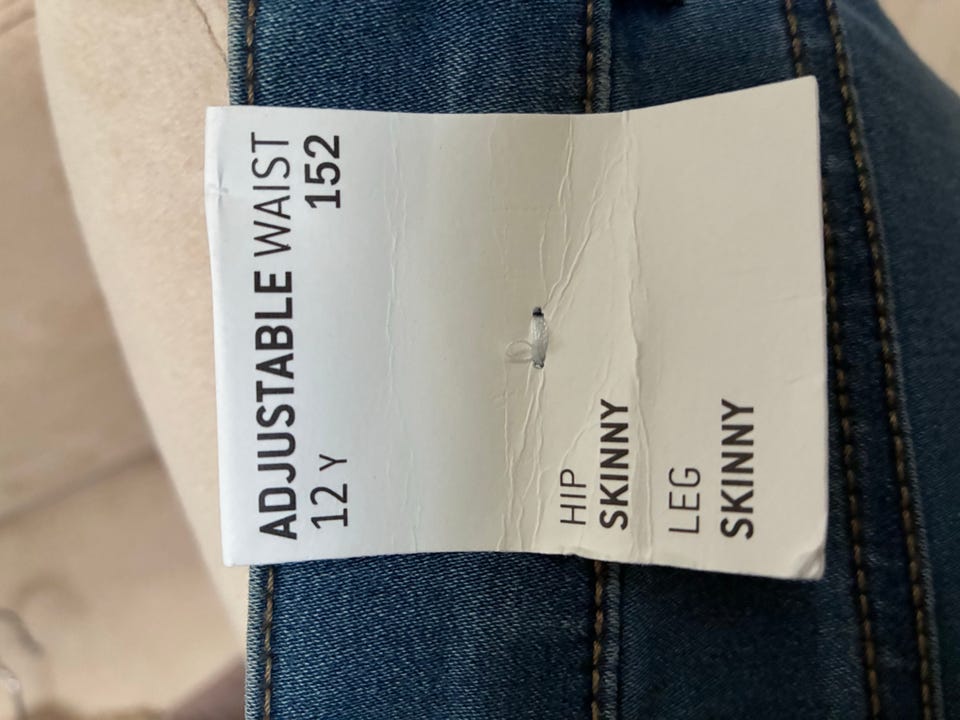 ADJUSTABLE WAIST
12 Y 152
HIP
SKINNY
LEG
SKINNY